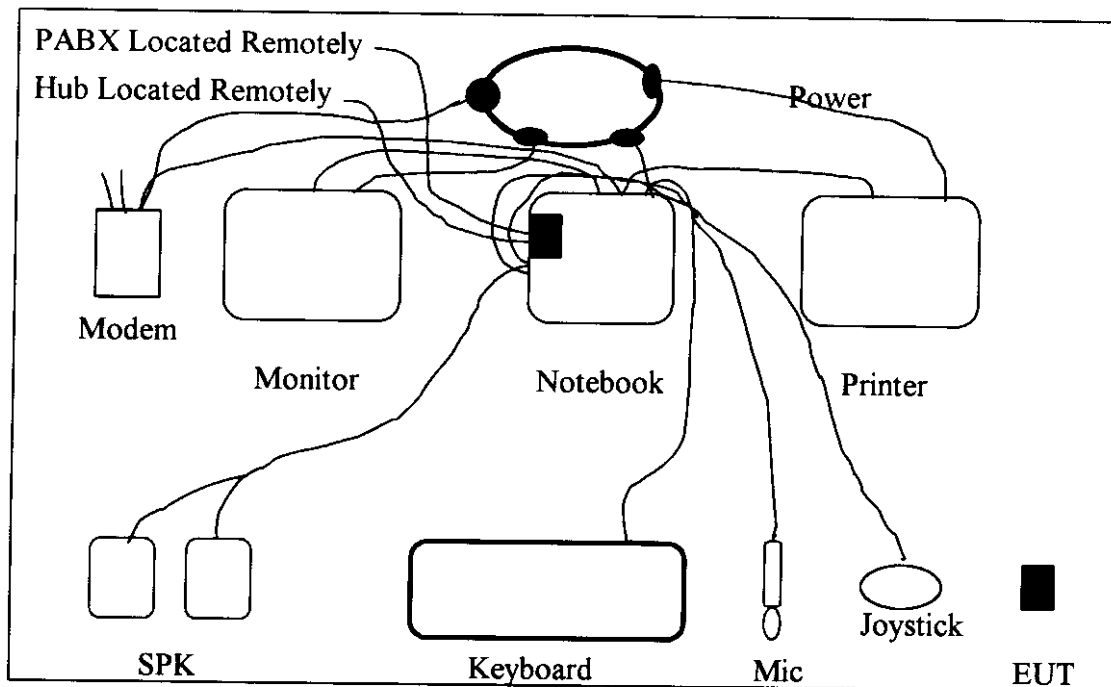 PABX Located Remotely
Hub Located Remotely
Power
Modem
Monitor
Notebook
Printer
SPK
Keyboard
Mic
Joystick
EUT